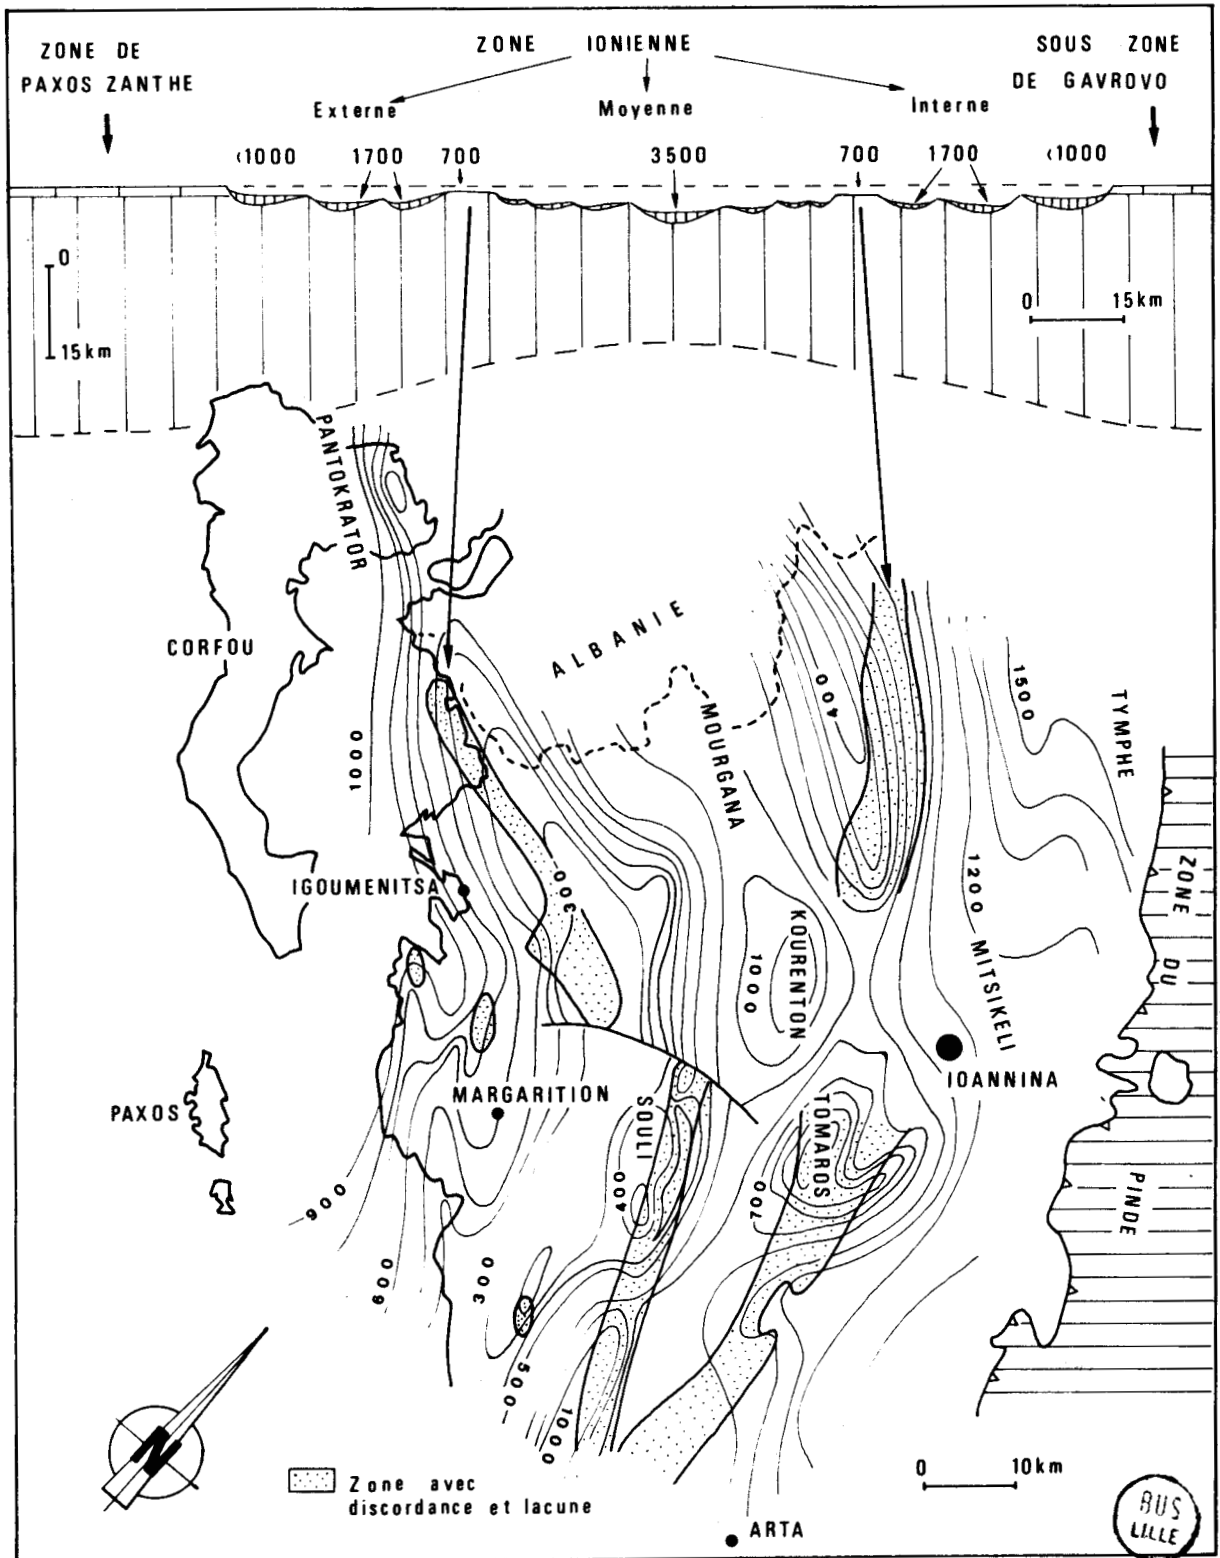 ZONE DE
PAXOS ZANTHE
ZONE IONIENNE
SOUS ZONE
DE GAVROVO
Externe
Moyenne
Interne
<1000
1700
700
3500
700
1700
<1000
0
15km
0 15km
PANTOKRATOR
CORFOU
ALBANIE
MOURGANA
400
1500
TYMPHE
1000
300
IGOUMENITSA
KOURENTON
1000
1200
MITSIKELI
ZONE
DU
PINDE
IOANNINA
PAXOS
MARGARITION
SOULI
400
TOMAROS
700
900
600
300
500
1000
Zone avec
discordance et lacune
N
0 10km
ARTA
BUS
LILLE